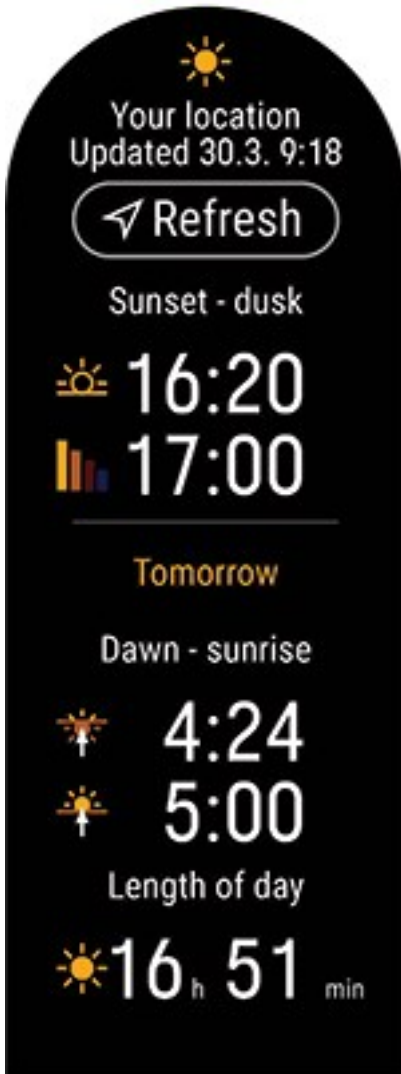 Your location
Updated 30.3. 9:18
Refresh
Sunset - dusk
16:20
17:00
Tomorrow
Dawn - sunrise
4:24
5:00
Length of day
16 h 51 min